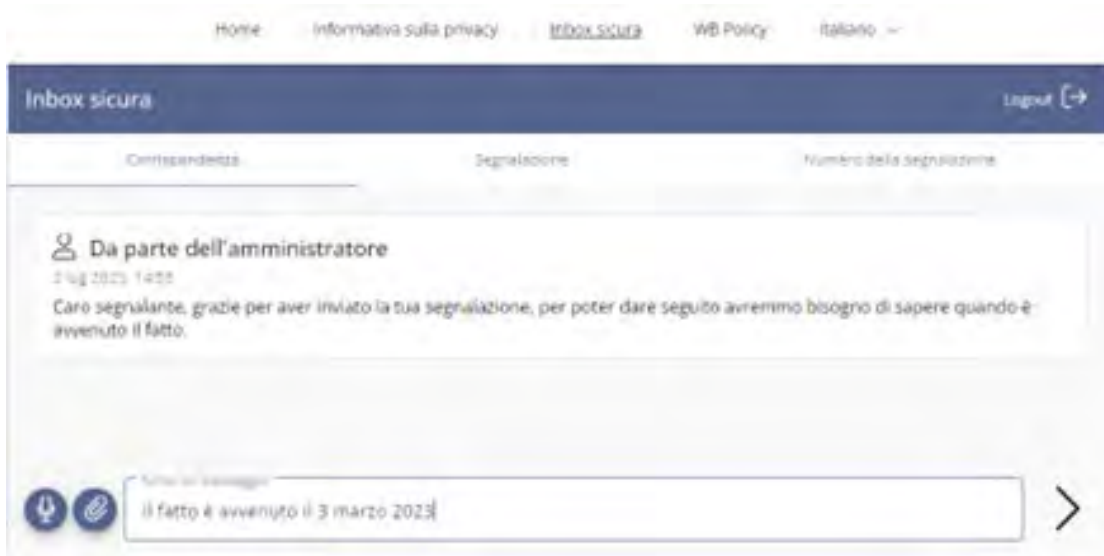 Home Informativa sulla privacy Inbox sicura WB Policy Italiano
Inbox sicura Logout
Corrispondenza Segnalazione Numero della segnalazione
Da parte dell'amministratore
Caro segnalante, grazie per aver inviato la tua segnalazione, per poter dare seguito avremmo bisogno di sapere quando è
avvenuto il fatto.
il fatto è avvenuto il 3 marzo 2023